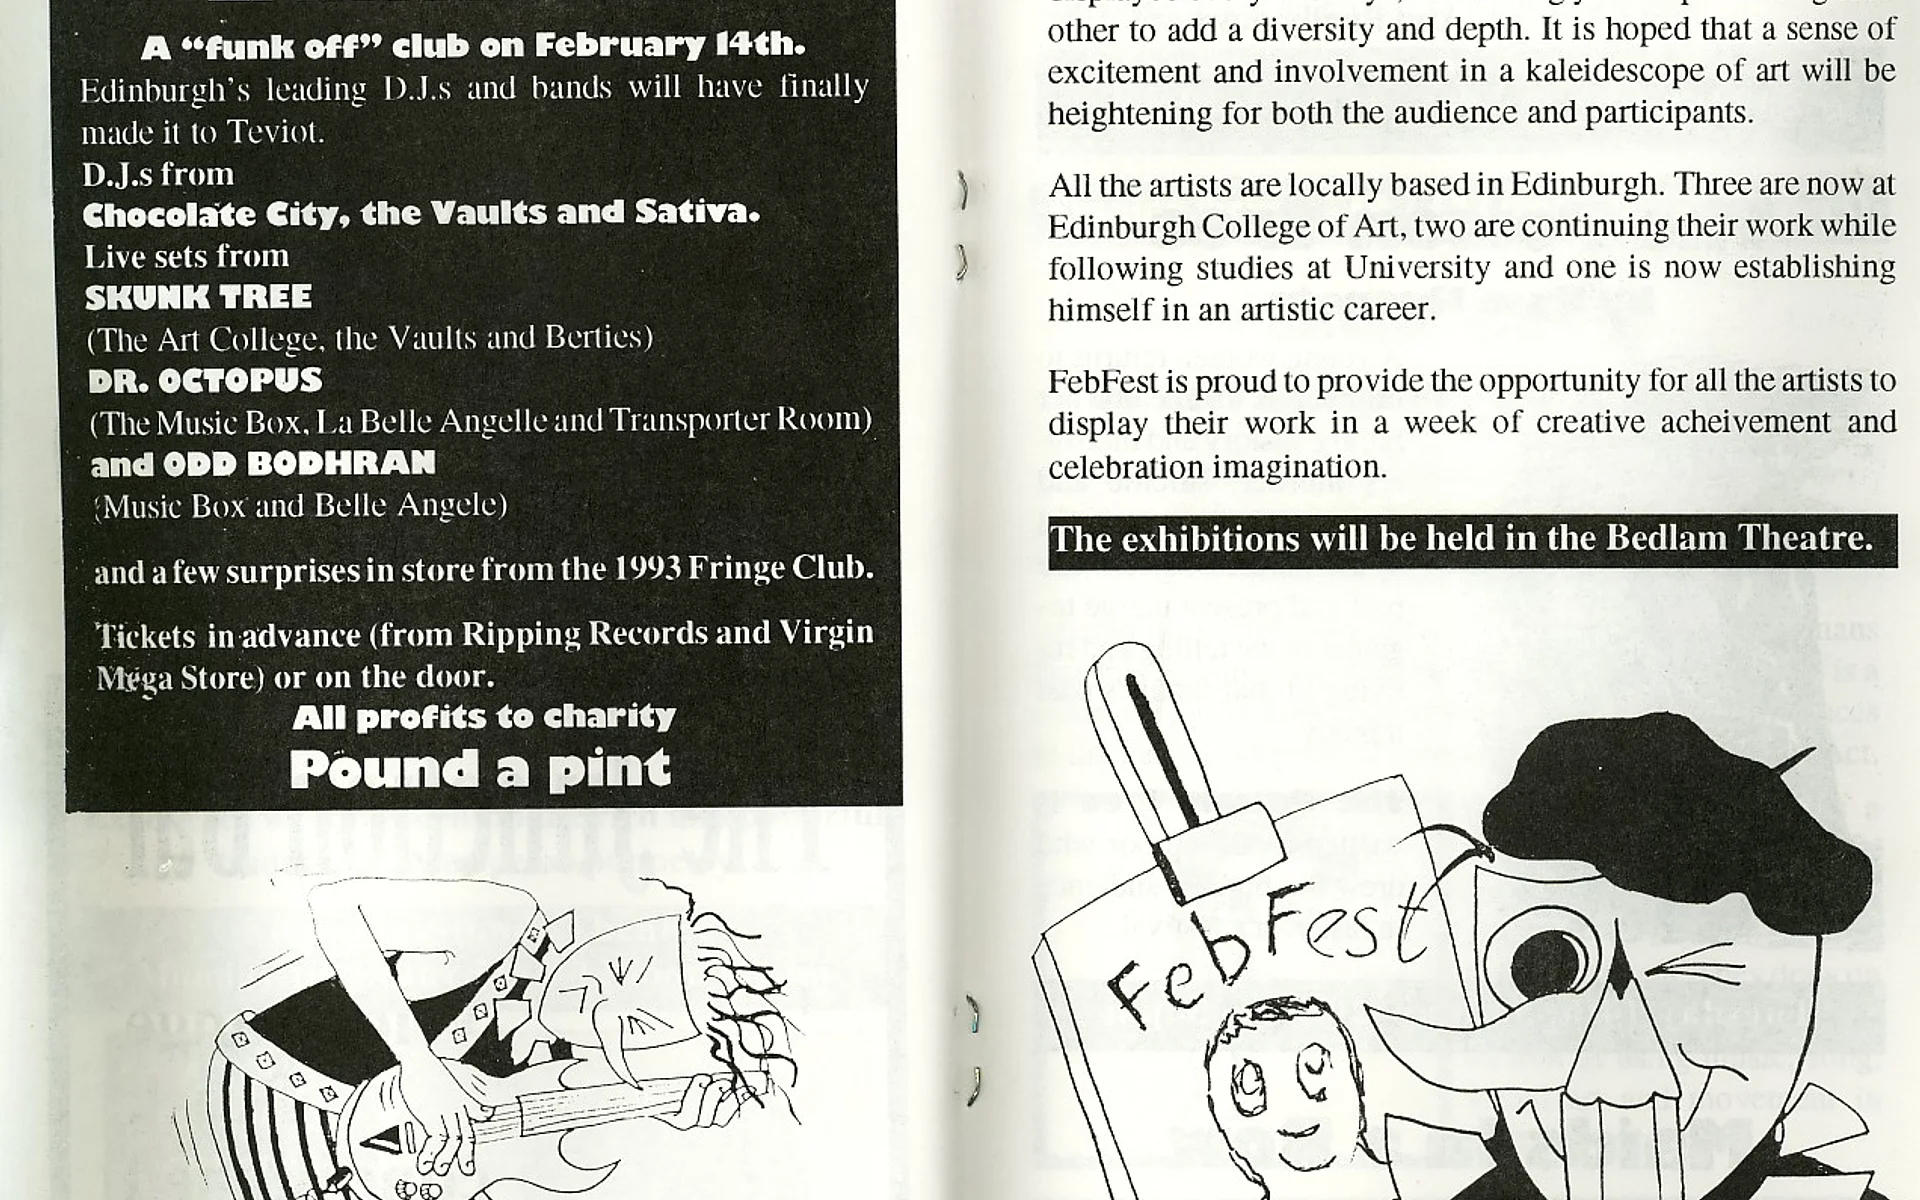 A “funk off” club on February 14th.
Edinburgh's leading D.J.s and bands will have finally
made it to Teviot.
D.J.s from
Chocolate City, the Vaults and Sativa.
Live sets from
SKUNK TREE
(The Art College, the Vaults and Berties)
DR. OCTOPUS
(The Music Box, La Belle Angelle and Transporter Room)
and ODD BODHRAN
(Music Box and Belle Angele)
and a few surprises in store from the 1993 Fringe Club.
Tickets in advance (from Ripping Records and Virgin
Mega Store) or on the door.
All profits to charity
Pound a pint
other to add a diversity and depth. It is hoped that a sense of
excitement and involvement in a kaleidescope of art will be
heightening for both the audience and participants.
All the artists are locally based in Edinburgh. Three are now at
Edinburgh College of Art, two are continuing their work while
following studies at University and one is now establishing
himself in an artistic career.
FebFest is proud to provide the opportunity for all the artists to
display their work in a week of creative acheivement and
celebration imagination.
The exhibitions will be held in the Bedlam Theatre.
FebFest